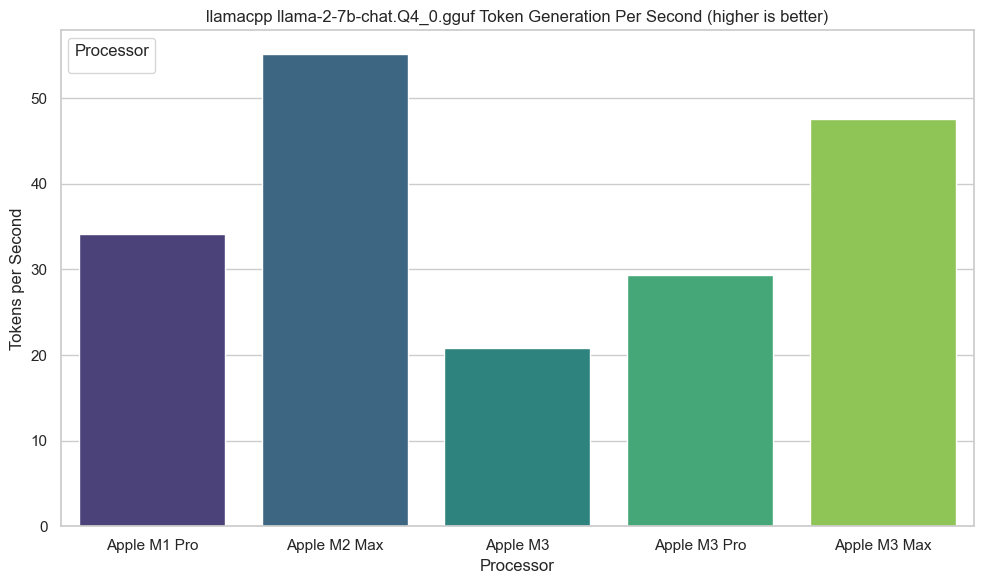 llamacpp llama-2-7b-chat.Q4_0.gguf Token Generation Per Second (higher is better)
Processor
Tokens per Second
50
40
30
20
10
0
Apple M1 Pro
Apple M2 Max
Apple M3
Apple M3 Pro
Apple M3 Max
Processor